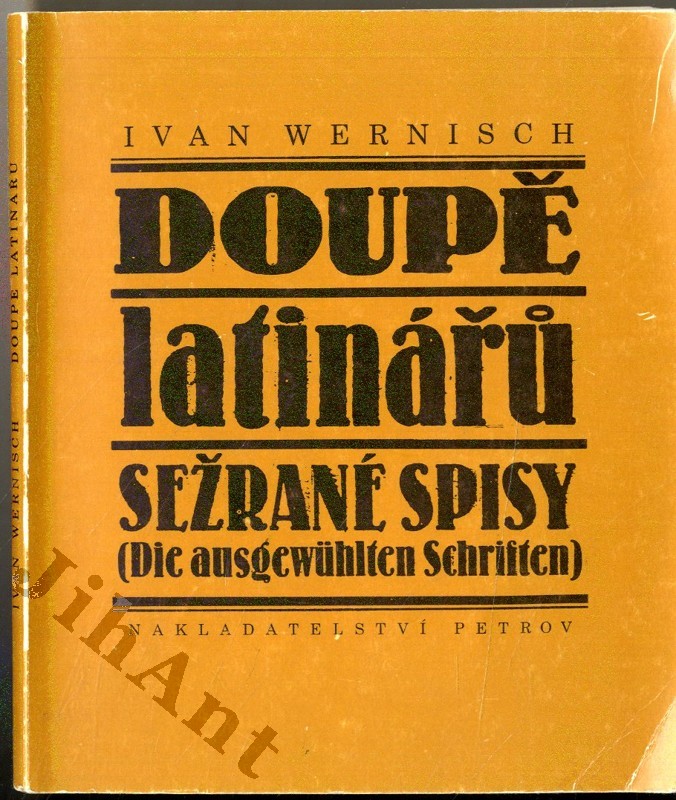 IVAN WERNISCH
DOUPĚ
latinářů
SEŽRANÉ SPISY
(Die ausgewühlten Schriften)
NAKLADATELSTVÍ PETROV
IVAN WERNISCH DOUPĚ LATINÁŘŮ
JihAnt